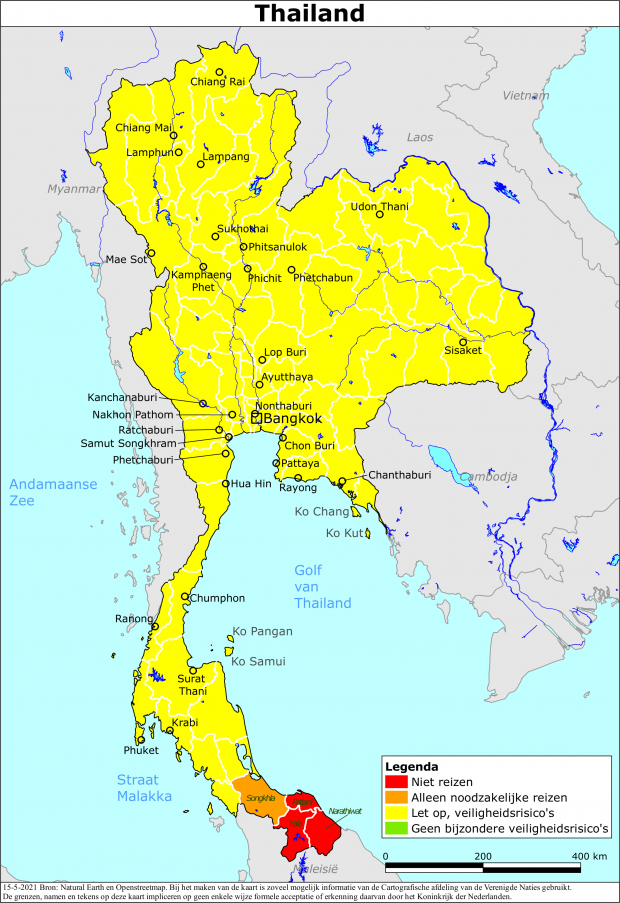 Thailand
Chiang Rai
Vietnam
Chiang Mai
Laos
Lamphun
Lampang
Myanmar
Udon Thani
Sukhothai
Phitsanulok
Mae Sot
Kamphaeng
Phet
Phichit
Phetchabun
Sisaket
Lop Buri
Ayutthaya
Kanchanaburi
Nonthaburi
Nakhon Pathom
Bangkok
Ratchaburi
Samut Songkhram
Chon Buri
Phetchaburi
Pattaya
Chanthaburi
Cambodja
Andamaanse
Zee
Hua Hin
Rayong
Ko Chang
Ko Kut
Golf
van
Thailand
Chumphon
Ranong
Ko Pangan
Ko Samui
Surat
Thani
Krabi
Phuket
Straat
Malakka
Songkhla
Pattani
Narathiwat
Yala
Maleisië
Legenda
Niet reizen
Alleen noodzakelijke reizen
Let op, veiligheidsrisico's
Geen bijzondere veiligheidsrisico's
0 200 400 km
15-5-2021 Bron: Natural Earth en Openstreetmap. Bij het maken van de kaart is zoveel mogelijk informatie van de Cartografische afdeling van de Verenigde Naties gebruikt.
De grenzen, namen en tekens op deze kaart impliceren op geen enkele wijze formele acceptatie of erkenning daarvan door het Koninkrijk der Nederlanden.